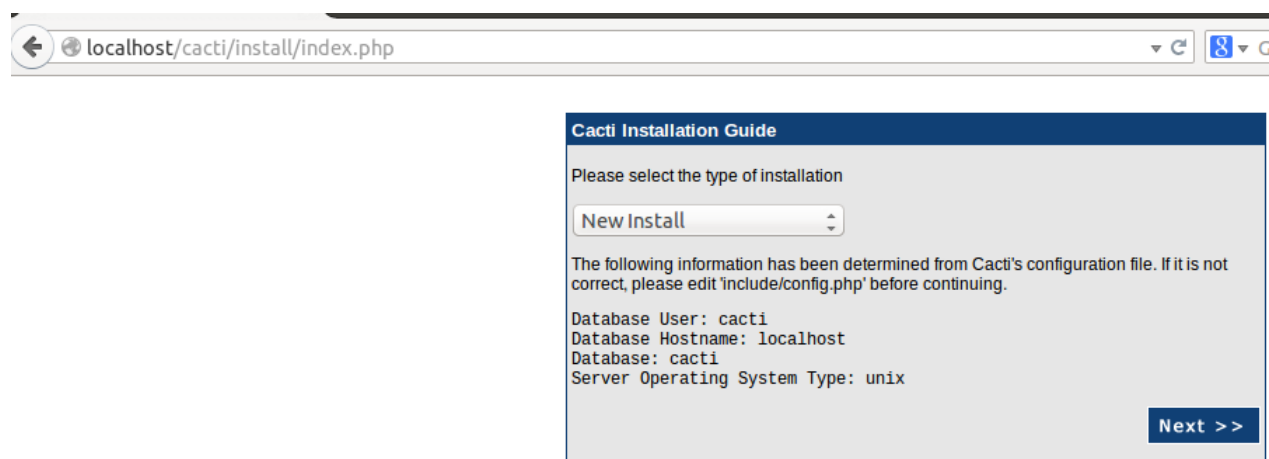 localhost/cacti/install/index.php
8
Cacti Installation Guide
Please select the type of installation
New Install
The following information has been determined from Cacti's configuration file. If it is not
correct, please edit 'include/config.php' before continuing.
Database User: cacti
Database Hostname: localhost
Database: cacti
Server Operating System Type: unix
Next >>